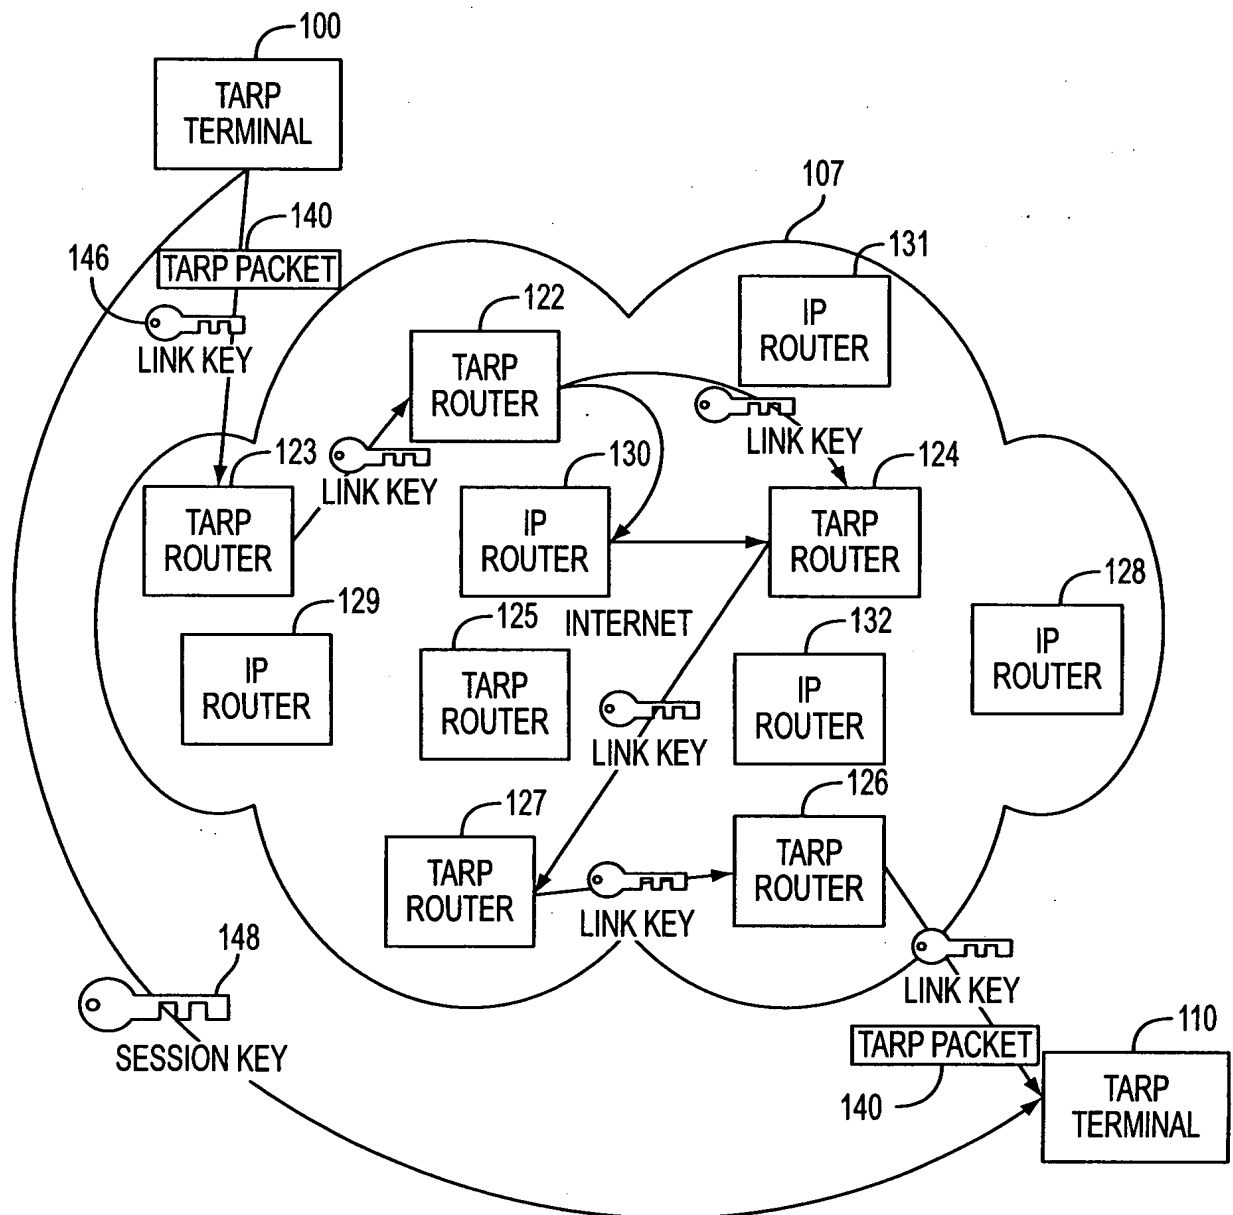 100
TARP
TERMINAL
140
TARP PACKET
146
LINK KEY
107
131
IP
ROUTER
122
TARP
ROUTER
LINK KEY
123
TARP
ROUTER
LINK KEY
130
IP
ROUTER
124
TARP
ROUTER
INTERNET
129
IP
ROUTER
125
TARP
ROUTER
132
IP
ROUTER
128
IP
ROUTER
LINK KEY
127
TARP
ROUTER
126
TARP
ROUTER
LINK KEY
LINK KEY
148
SESSION KEY
TARP PACKET
140
110
TARP
TERMINAL